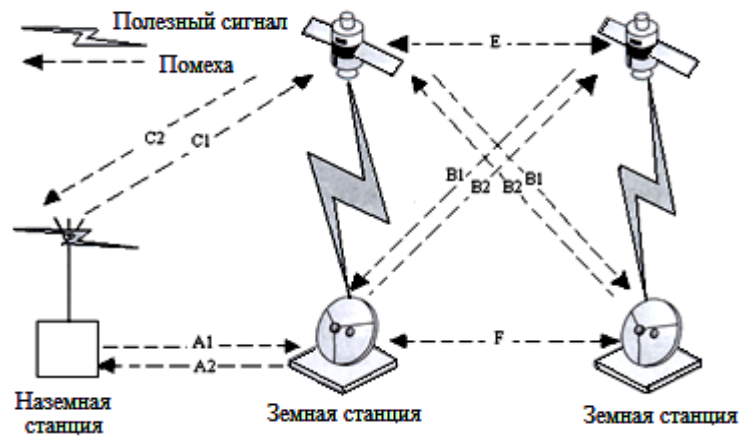 Полезный сигнал
Помеха
E
C2
C1
B1
B2
B2
B1
A1
A2
F
Наземная
станция
Земная станция
Земная станция